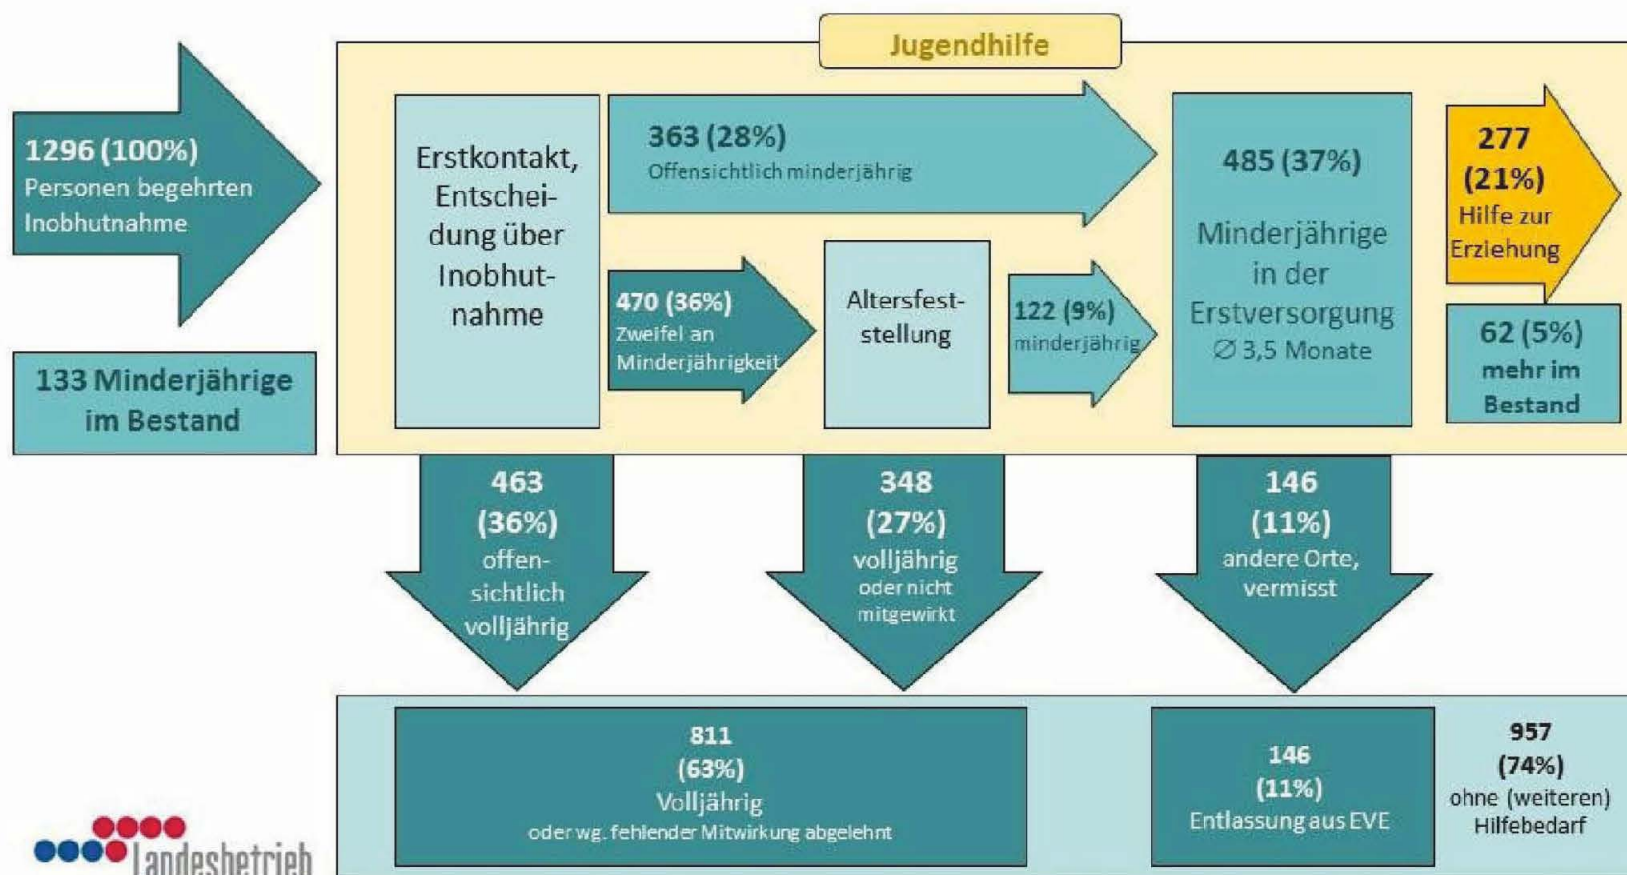 Jugendhilfe
1296 (100%)
Personen begehrten
Inobhutnahme
133 Minderjährige
im Bestand
Erstkontakt,
Entschei-
dung über
Inobhut-
nahme
363 (28%)
Offensichtlich minderjährig
470 (36%)
Zweifel an
Minderjährigkeit
Altersfest-
stellung
122 (9%)
minderjährig
485 (37%)
Minderjährige
in der
Erstversorgung
∅ 3,5 Monate
277
(21%)
Hilfe zur
Erziehung
62 (5%)
mehr im
Bestand
463
(36%)
offen-
sichtlich
volljährig
348
(27%)
volljährig
oder nicht
mitgewirkt
146
(11%)
andere Orte,
vermisst
811
(63%)
Volljährig
oder wg. fehlender Mitwirkung abgelehnt
146
(11%)
Entlassung aus EVE
957
(74%)
ohne (weiteren)
Hilfebedarf
Landesbetrieb